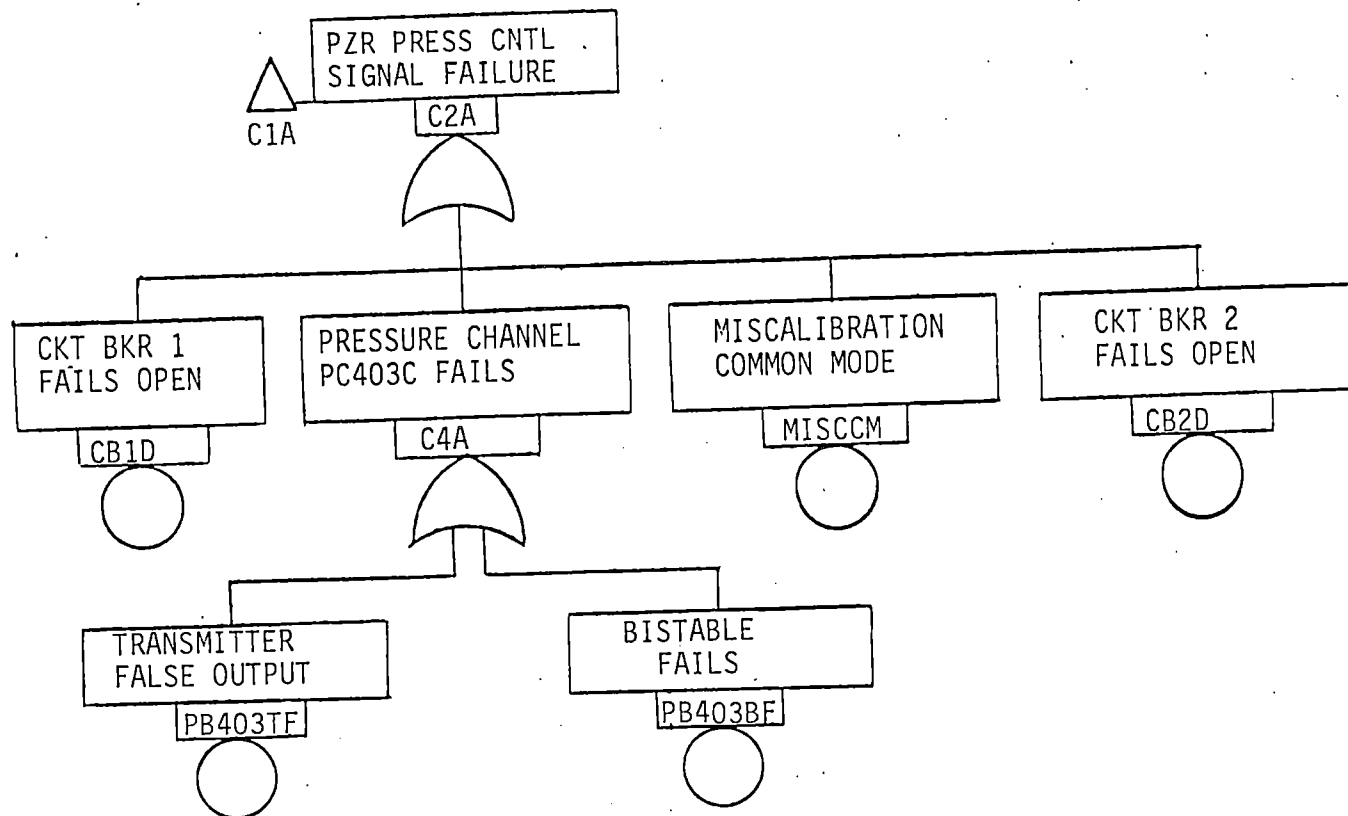 PZR PRESS CNTL
SIGNAL FAILURE
C1A
C2A
CKT BKR 1
FAILS OPEN
CB1D
PRESSURE CHANNEL
PC403C FAILS
C4A
MISCALIBRATION
COMMON MODE
MISCCM
CKT BKR 2
FAILS OPEN
CB2D
TRANSMITTER
FALSE OUTPUT
PB403TF
BISTABLE
FAILS
PB403BF